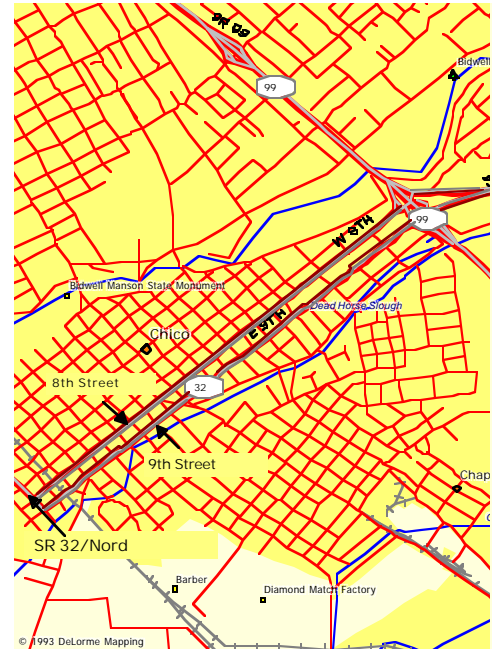 SR 99
99
Bidwell
99
W 8TH
Bidwell Manson State Monument
Dead Horse Slough
E 9TH
Chico
8th Street
32
9th Street
Chap
SR 32/Nord
Barber
Diamond Match Factory
© 1993 DeLorme Mapping